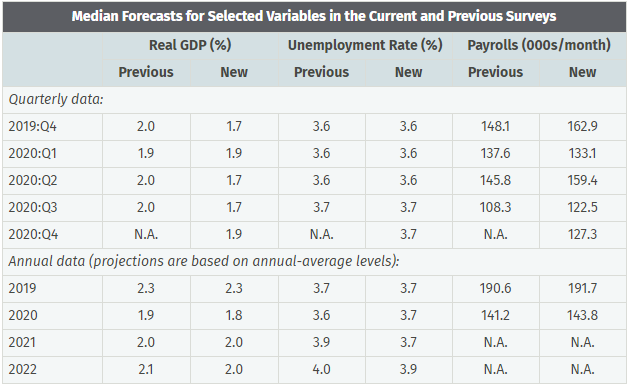 Median Forecasts for Selected Variables in the Current and Previous Surveys
Real GDP (%) Unemployment Rate (%) Payrolls (000s/month)
Previous New Previous New Previous New
Quarterly data:
2019:Q4 2.0 1.7 3.6 3.6 148.1 162.9
2020:Q1 1.9 1.9 3.6 3.6 137.6 133.1
2020:Q2 2.0 1.7 3.6 3.6 145.8 159.4
2020:Q3 2.0 1.7 3.7 3.7 108.3 122.5
2020:Q4 N.A. 1.9 N.A. 3.7 N.A. 127.3
Annual data (projections are based on annual-average levels):
2019 2.3 2.3 3.7 3.7 190.6 191.7
2020 1.9 1.8 3.6 3.7 141.2 143.8
2021 2.0 2.0 3.9 3.7 N.A. N.A.
2022 2.1 2.0 4.0 3.9 N.A. N.A.